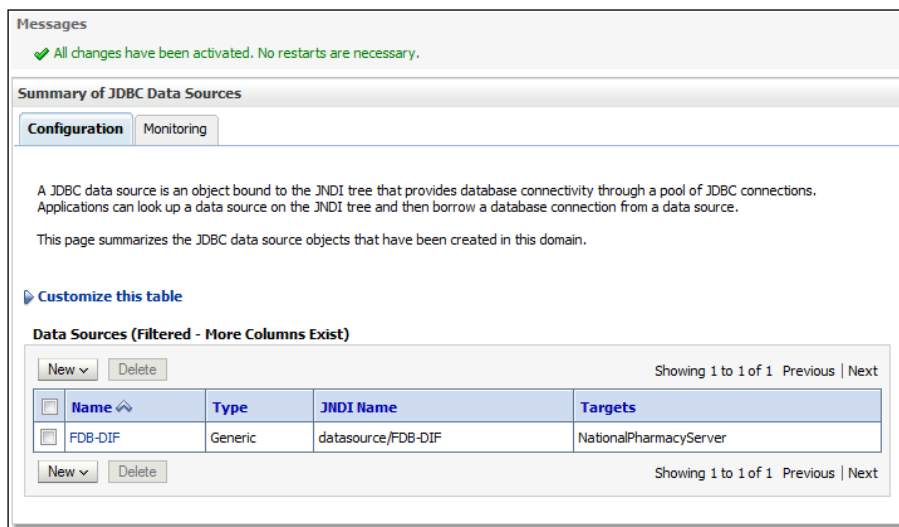 Messages
All changes have been activated. No restarts are necessary.
Summary of JDBC Data Sources
Configuration Monitoring
A JDBC data source is an object bound to the JNDI tree that provides database connectivity through a pool of JDBC connections.
Applications can look up a data source on the JNDI tree and then borrow a database connection from a data source.
This page summarizes the JDBC data source objects that have been created in this domain.
Customize this table
Data Sources (Filtered - More Columns Exist)
New Delete Showing 1 to 1 of 1 Previous | Next
Name Type JNDI Name Targets
FDB-DIF Generic datasource/FDB-DIF NationalPharmacyServer
New Delete Showing 1 to 1 of 1 Previous | Next